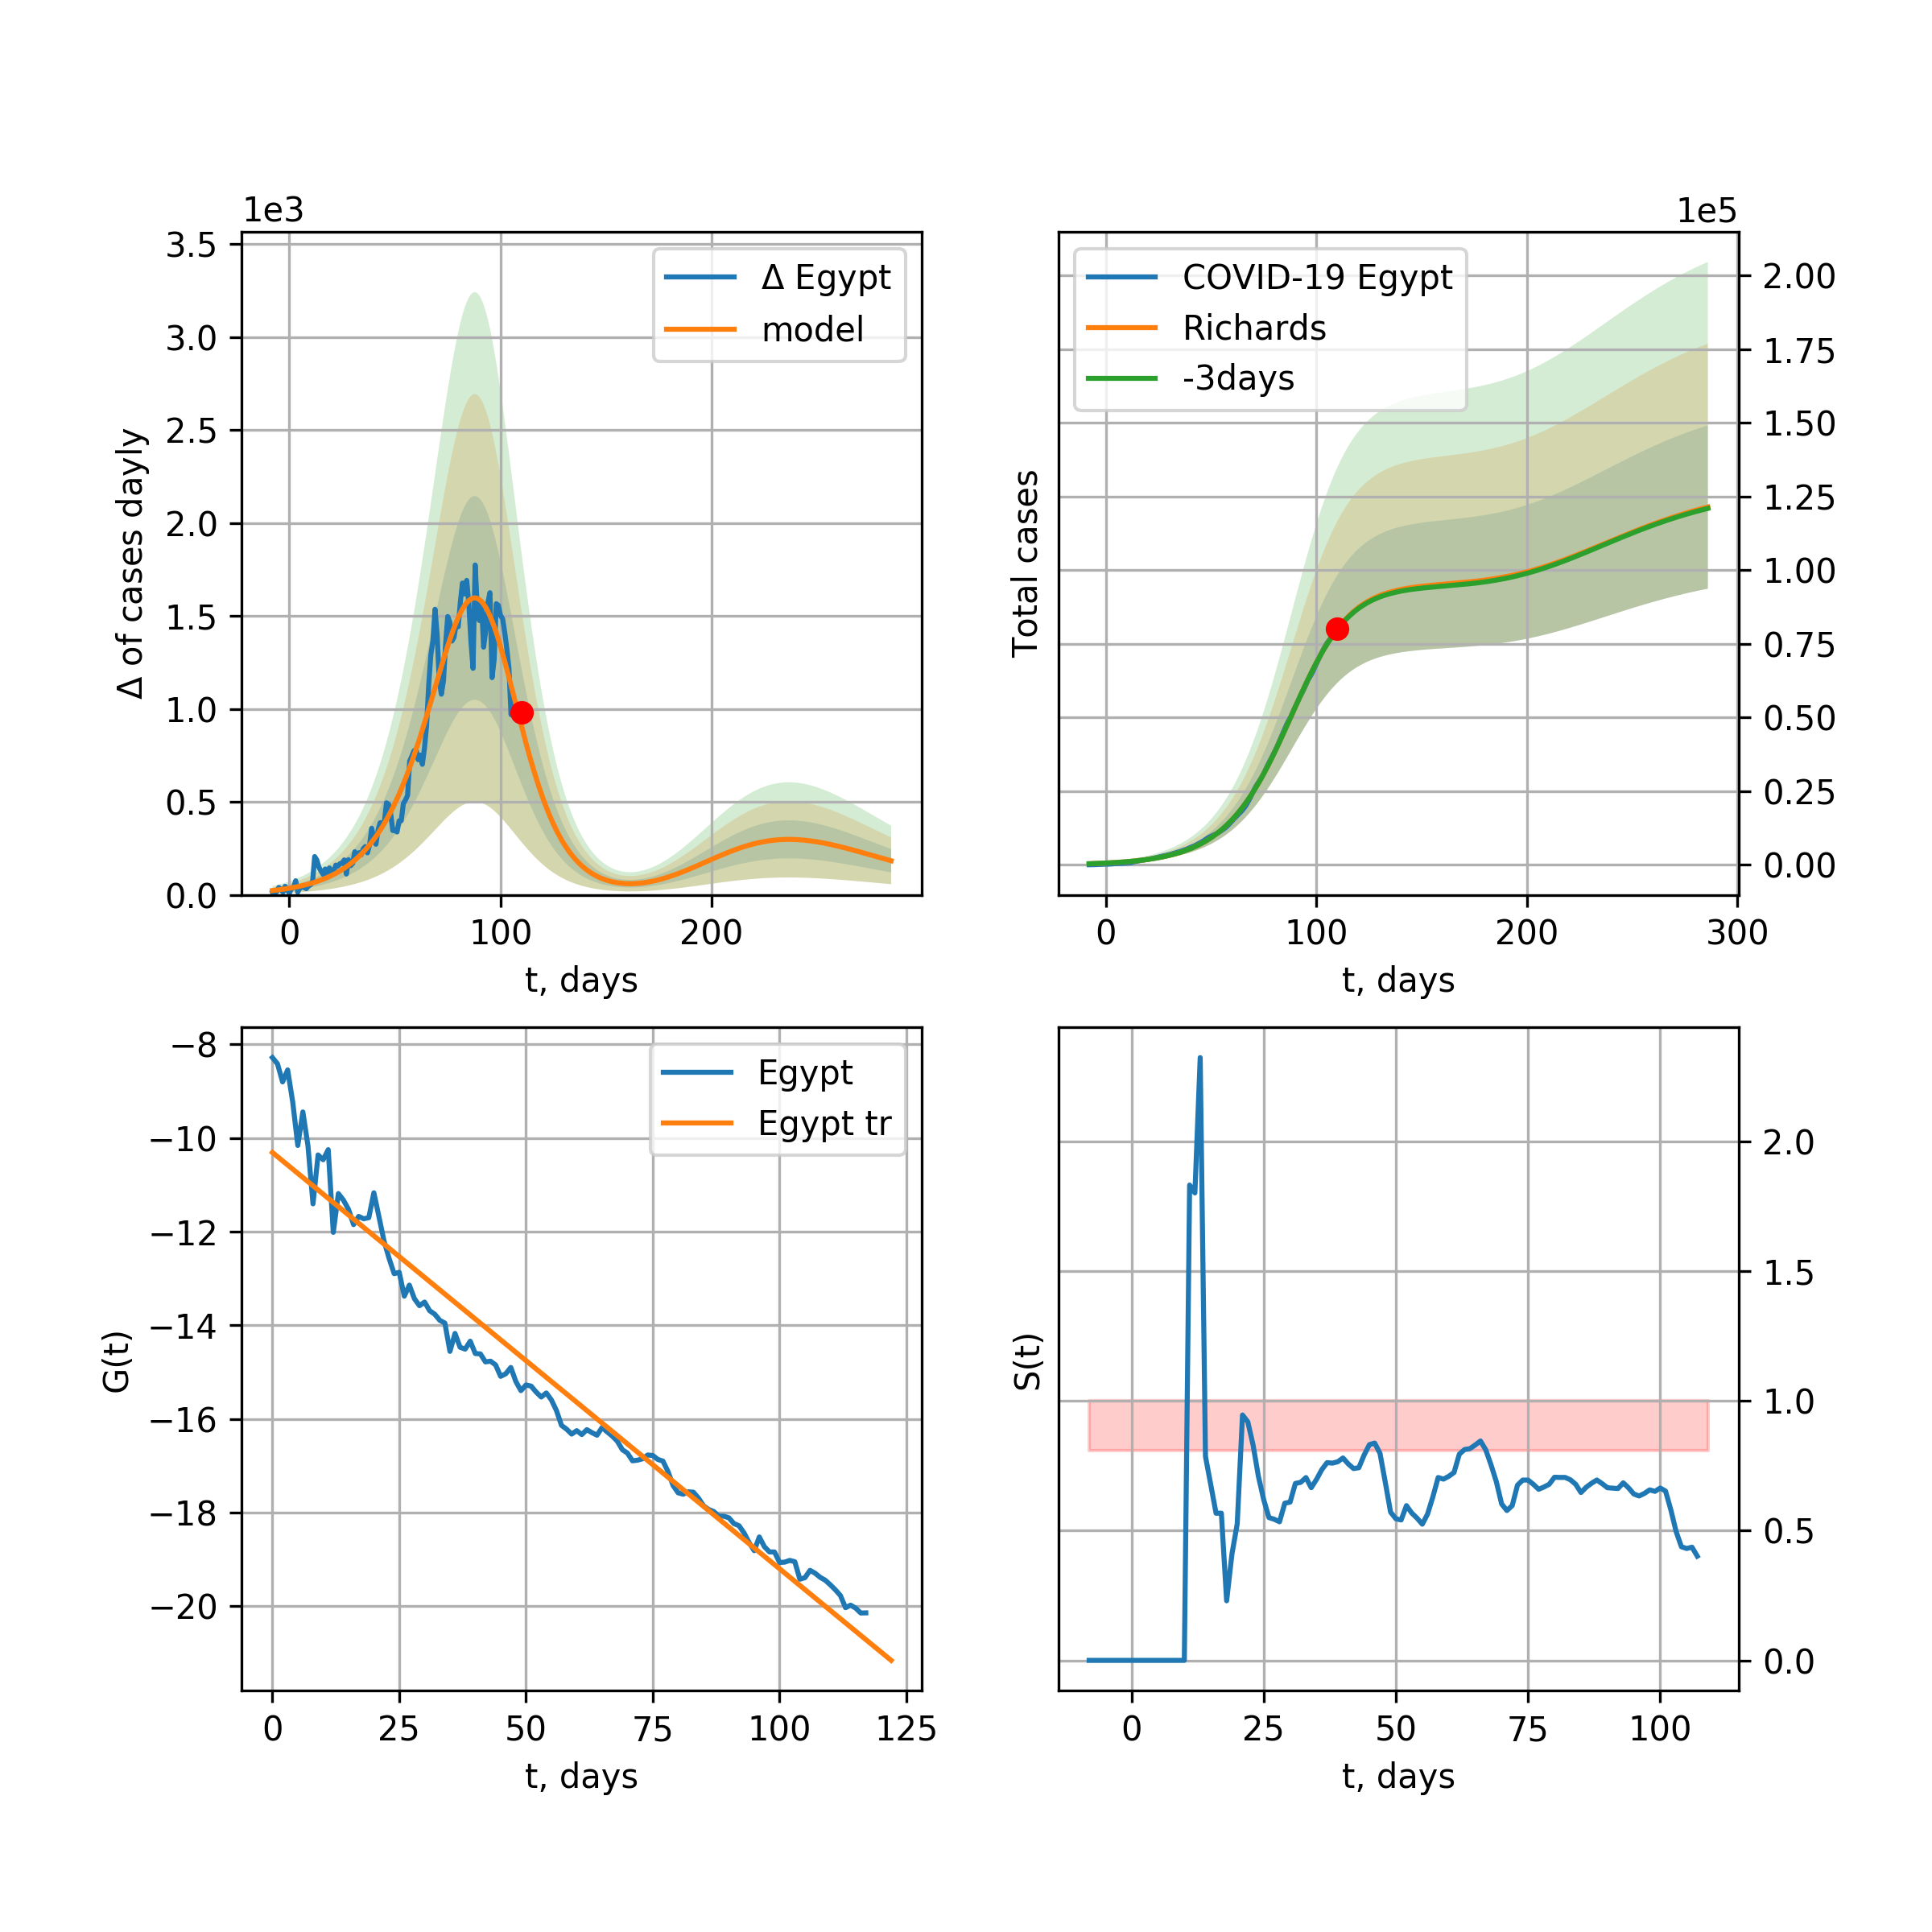 1e3
3.5
3.0
2.5
2.0
1.5
1.0
0.5
0.0
Δ of cases dayly
Δ Egypt
model
0 100 200
t, days
1e5
COVID-19 Egypt
Richards
-3days
Total cases
2.00
1.75
1.50
1.25
1.00
0.75
0.50
0.25
0.00
0 100 200 300
t, days
−8
−10
−12
−14
−16
−18
−20
G(t)
Egypt
Egypt tr
0 25 50 75 100 125
t, days
S(t)
2.0
1.5
1.0
0.5
0.0
0 25 50 75 100
t, days